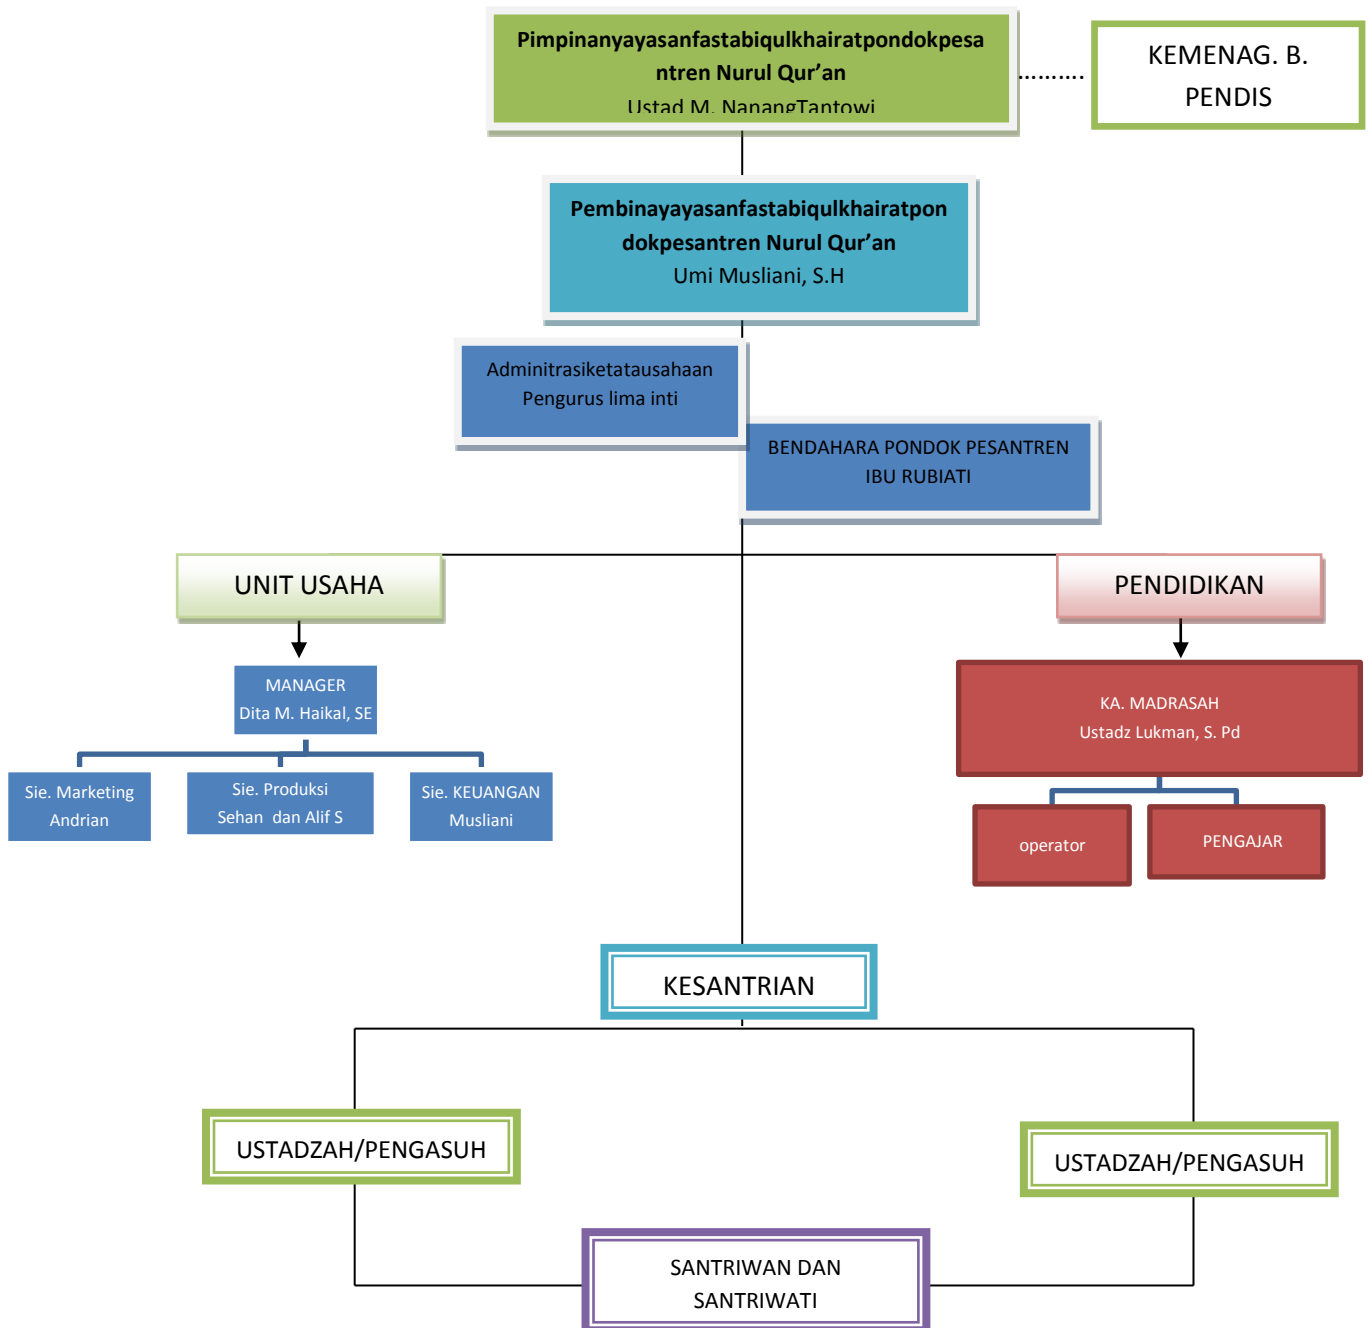 Pimpinanyayasanfastabiqulkhairatpondokpesa
ntren Nurul Qur’an
Ustad M. NanangTantowi
..........
KEMENAG. B.
PENDIS
Pembinayayasanfastabiqulkhairatpon
dokpesantren Nurul Qur’an
Umi Musliani, S.H
Adminitrasiketatausahaan
Pengurus lima inti
BENDAHARA PONDOK PESANTREN
IBU RUBIATI
UNIT USAHA
PENDIDIKAN
MANAGER
Dita M. Haikal, SE
KA. MADRASAH
Ustadz Lukman, S. Pd
Sie. Marketing
Andrian
Sie. Produksi
Sehan dan Alif S
Sie. KEUANGAN
Musliani
operator
PENGAJAR
KESANTRIAN
USTADZAH/PENGASUH
USTADZAH/PENGASUH
SANTRIWAN DAN
SANTRIWATI